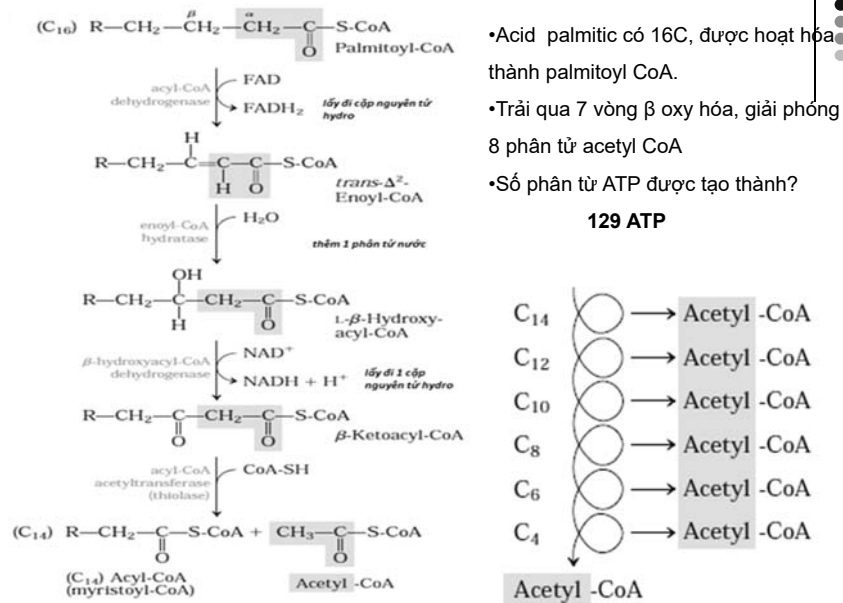 (C₁₆) R—CH₂—CH₂—CH₂—C—S-CoA
β α
O
Palmitoyl-CoA
acyl-CoA
dehydrogenase
FAD
FADH₂
lấy đi cặp nguyên tử
hydro
H
R—CH₂—C=C—C—S-CoA
H O
trans-Δ²-
Enoyl-CoA
enoyl-CoA
hydratase
H₂O
thêm 1 phân tử nước
OH
R—CH₂—C—CH₂—C—S-CoA
H O
L-β-Hydroxy-
acyl-CoA
β-hydroxyacyl-CoA
dehydrogenase
NAD⁺
NADH + H⁺
lấy đi 1 cặp
nguyên tử hydro
R—CH₂—C—CH₂—C—S-CoA
O O
β-Ketoacyl-CoA
acyl-CoA
acetyltransferase
(thiolase)
CoA-SH
(C₁₄) R—CH₂—C—S-CoA + CH₃—C—S-CoA
O O
(C₁₄) Acyl-CoA
(myristoyl-CoA)
Acetyl -CoA
•Acid palmitic có 16C, được hoạt hóa
thành palmitoyl CoA.
•Trải qua 7 vòng β oxy hóa, giải phóng
8 phân tử acetyl CoA
•Số phân từ ATP được tạo thành?
129 ATP
C₁₄ Acetyl -CoA
C₁₂ Acetyl -CoA
C₁₀ Acetyl -CoA
C₈ Acetyl -CoA
C₆ Acetyl -CoA
C₄ Acetyl -CoA
Acetyl -CoA